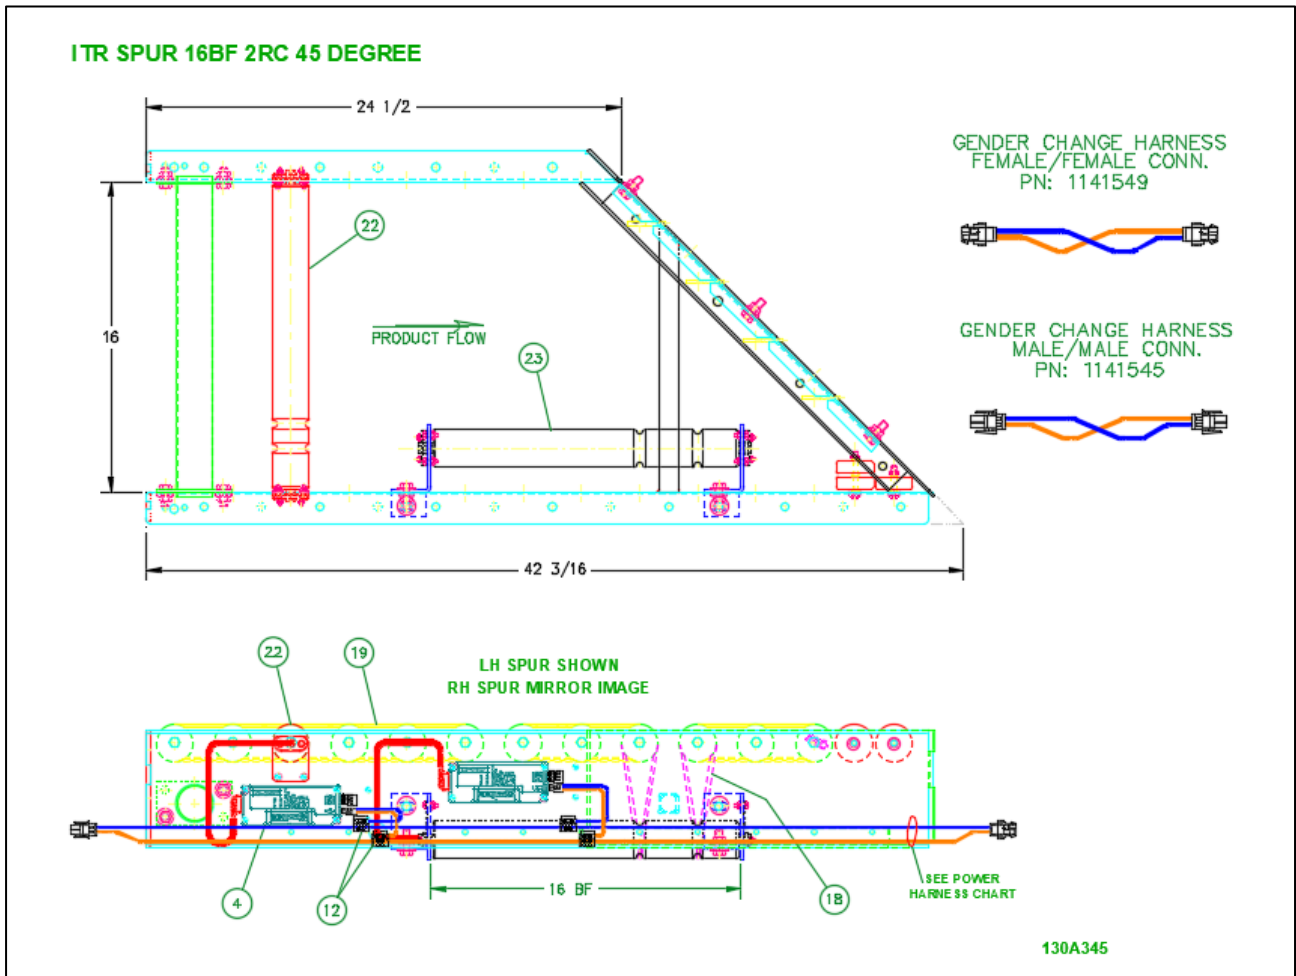 ITR SPUR 16BF 2RC 45 DEGREE
24 1/2
GENDER CHANGE HARNESS
FEMALE/FEMALE CONN.
PN: 1141549
22
16
PRODUCT FLOW
23
GENDER CHANGE HARNESS
MALE/MALE CONN.
PN: 1141545
42 3/16
22
19
LH SPUR SHOWN
RH SPUR MIRROR IMAGE
4
12
16 BF
18
SEE POWER
HARNESS CHART
130A345